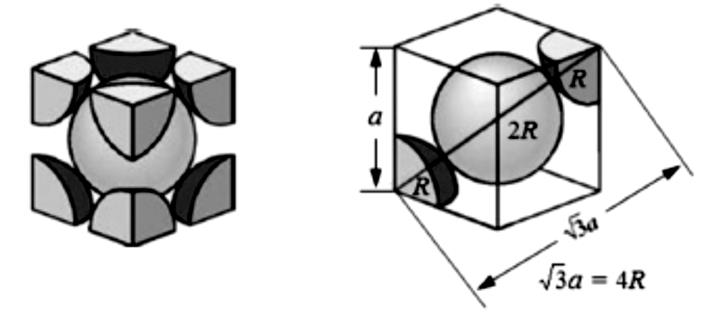 R
a
2R
R
√3a
√3a = 4R